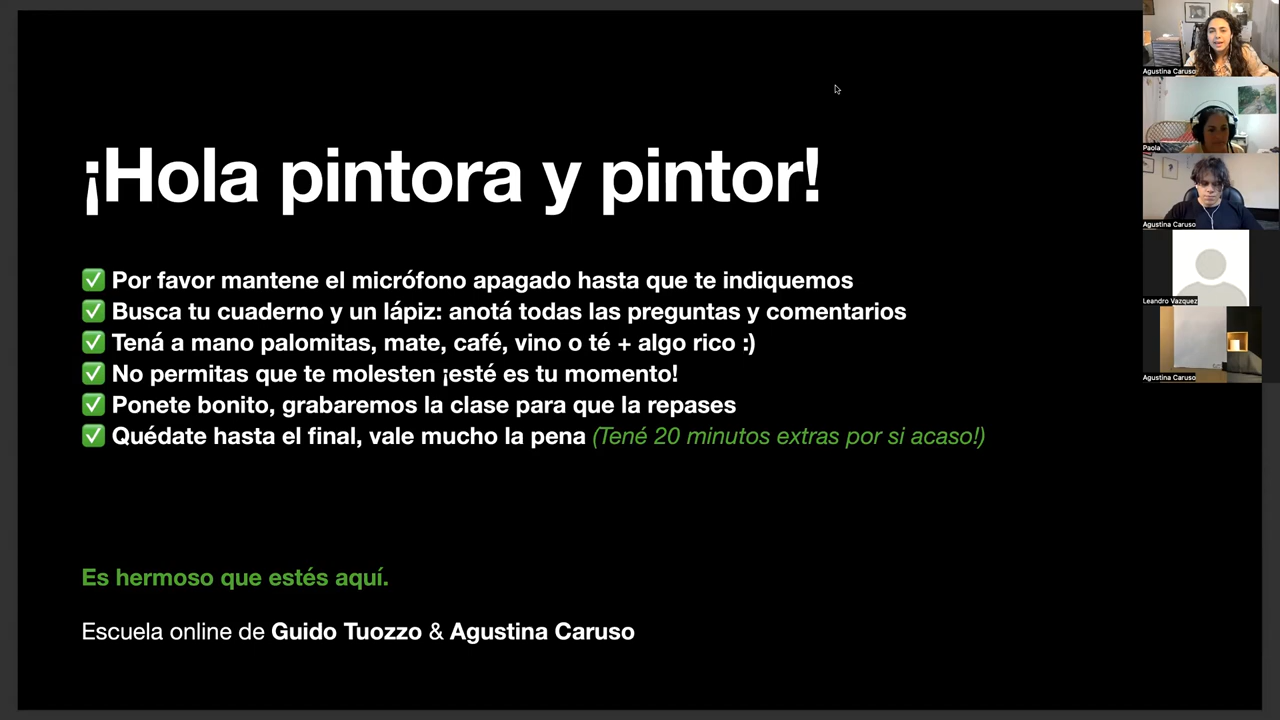 ¡Hola pintora y pintor!
✅ Por favor mantene el micrófono apagado hasta que te indiquemos
✅ Busca tu cuaderno y un lápiz: anotá todas las preguntas y comentarios
✅ Tená a mano palomitas, mate, café, vino o té + algo rico :)
✅ No permitas que te molesten ¡esté es tu momento!
✅ Ponete bonito, grabaremos la clase para que la repases
✅ Quédate hasta el final, vale mucho la pena (Tené 20 minutos extras por si acaso!)
Es hermoso que estés aquí.
Escuela online de Guido Tuozzo & Agustina Caruso
Agustina Caruso
Paola
Agustina Caruso
Leandro Vazquez
Agustina Caruso